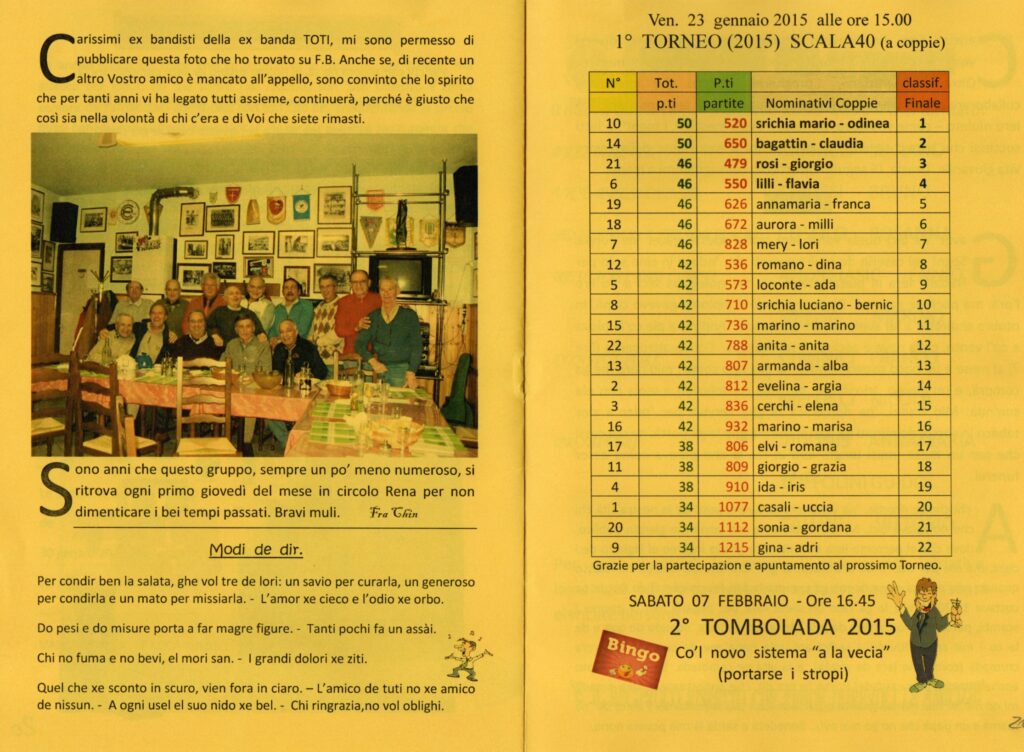 Carissimi ex bandisti della ex banda TOTI, mi sono permesso di
pubblicare questa foto che ho trovato su F.B. Anche se, di recente un
altro Vostro amico è mancato all'appello, sono convinto che lo spirito
che per tanti anni vi ha legato tutti assieme, continuerà, perché è giusto che
così sia nella volontà di chi c'era e di Voi che siete rimasti.
Sono anni che questo gruppo, sempre un po' meno numeroso, si
ritrova ogni primo giovedì del mese in circolo Rena per non
dimenticare i bei tempi passati. Bravi muli. Fra Chin
Modi de dir.
Per condir ben la salata, ghe vol tre de lori: un savio per curarla, un generoso
per condirla e un mato per missiarla. - L'amor xe cieco e l'odio xe orbo.
Do pesi e do misure porta a far magre figure. - Tanti pochi fa un assài.
Chi no fuma e no bevi, el mori san. - I grandi dolori xe ziti.
Quel che xe sconto in scuro, vien fora in ciaro. – L'amico de tuti no xe amico
de nissun. - A ogni usel el suo nido xe bel. - Chi ringrazia,no vol oblighi.
Ven. 23 gennaio 2015 alle ore 15.00
1° TORNEO (2015) SCALA40 (a coppie)
N° Tot. P.ti classif.
p.ti partite Nominativi Coppie Finale
10 50 520 srichia mario - odinea 1
14 50 650 bagattin - claudia 2
21 46 479 rosi - giorgio 3
6 46 550 lilli - flavia 4
19 46 626 annamaria - franca 5
18 46 672 aurora - milli 6
7 46 828 mery - lori 7
12 42 536 romano - dina 8
5 42 573 loconte - ada 9
8 42 710 srichia luciano - bernic 10
15 42 736 marino - marino 11
22 42 788 anita - anita 12
13 42 807 armanda - alba 13
2 42 812 evelina - argia 14
3 42 836 cerchi - elena 15
16 42 932 marino - marisa 16
17 38 806 elvi - romana 17
11 38 809 giorgio - grazia 18
4 38 910 ida - iris 19
1 34 1077 casali - uccia 20
20 34 1112 sonia - gordana 21
9 34 1215 gina - adri 22
Grazie per la partecipazion e apuntamento al prossimo Torneo.
SABATO 07 FEBBRAIO - Ore 16.45
2° TOMBOLADA 2015
Bingo
Co'l novo sistema "a la vecia"
(portarse i stropi)